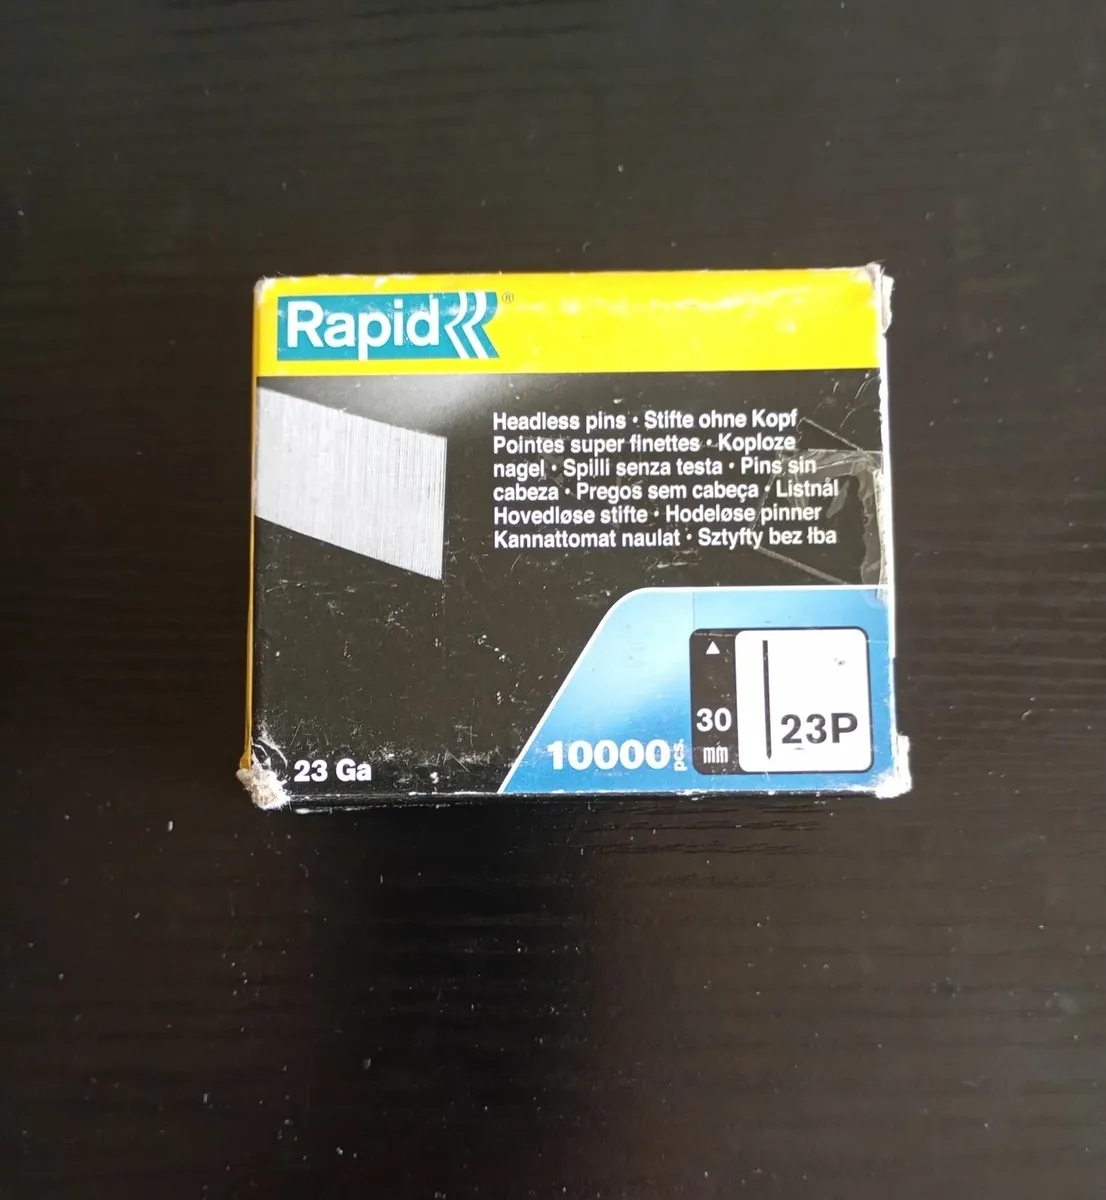 Rapid®
Headless pins • Stifte ohne Kopf
Pointes super finettes • Koploze
nagel • Spilli senza testa • Pins sin
cabeza • Pregos sem cabeça • Listnål
Hovedløse stifte • Hodeløse pinner
Kannattomat naulat • Sztyfty bez łba
30
mm
23P
10000 pcs.
23 Ga